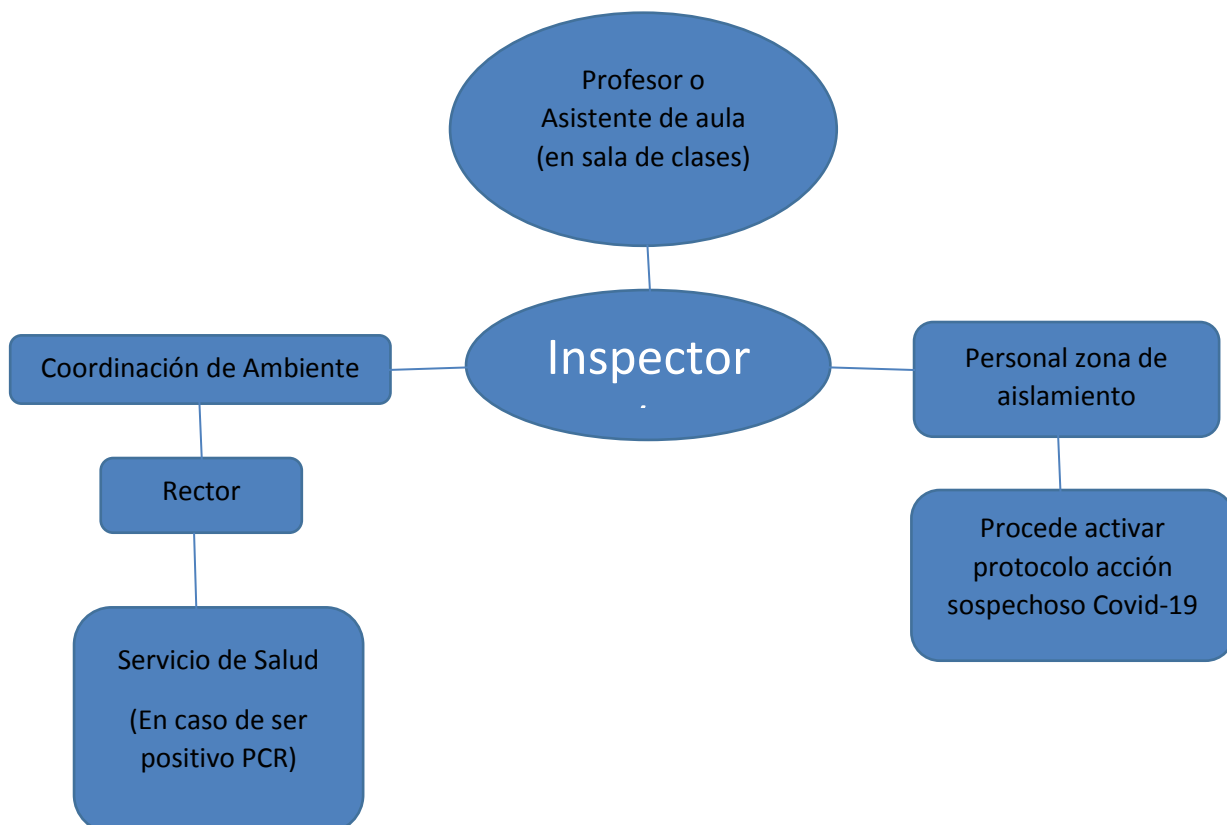 Profesor o
Asistente de aula
(en sala de clases)
Inspector
Coordinación de Ambiente
Personal zona de
aislamiento
Rector
Procede activar
protocolo acción
sospechoso Covid-19
Servicio de Salud
(En caso de ser
positivo PCR)